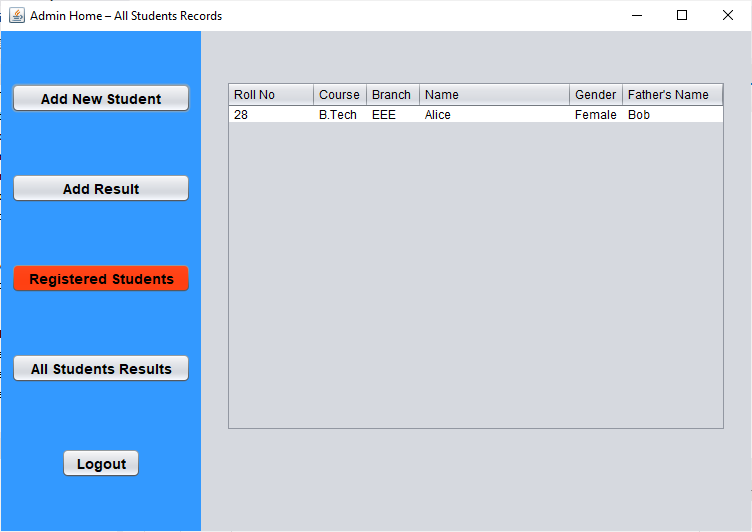 Admin Home – All Students Records
Add New Student
Add Result
Registered Students
All Students Results
Logout
Roll No Course Branch Name Gender Father's Name
28 B.Tech EEE Alice Female Bob